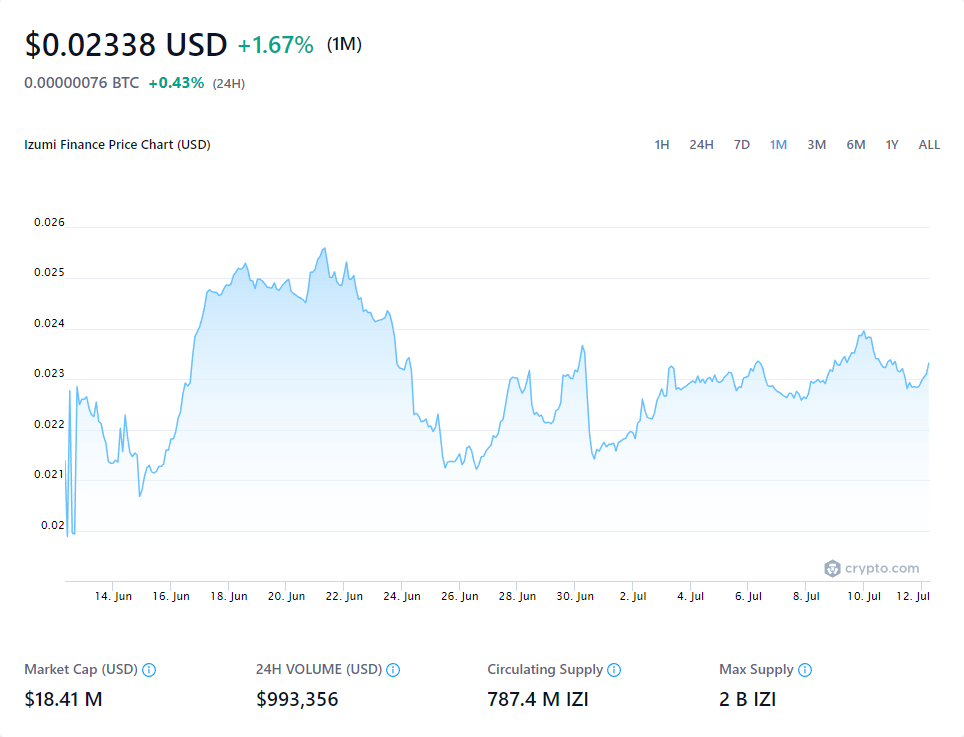 $0.02338 USD +1.67% (1M)
0.00000076 BTC +0.43% (24H)
Izumi Finance Price Chart (USD) 1H 24H 7D 1M 3M 6M 1Y ALL
0.026
0.025
0.024
0.023
0.022
0.021
0.02
crypto.com
14. Jun 16. Jun 18. Jun 20. Jun 22. Jun 24. Jun 26. Jun 28. Jun 30. Jun 2. Jul 4. Jul 6. Jul 8. Jul 10. Jul 12. Jul
Market Cap (USD) 24H VOLUME (USD) Circulating Supply Max Supply
$18.41 M $993,356 787.4 M IZI 2 B IZI